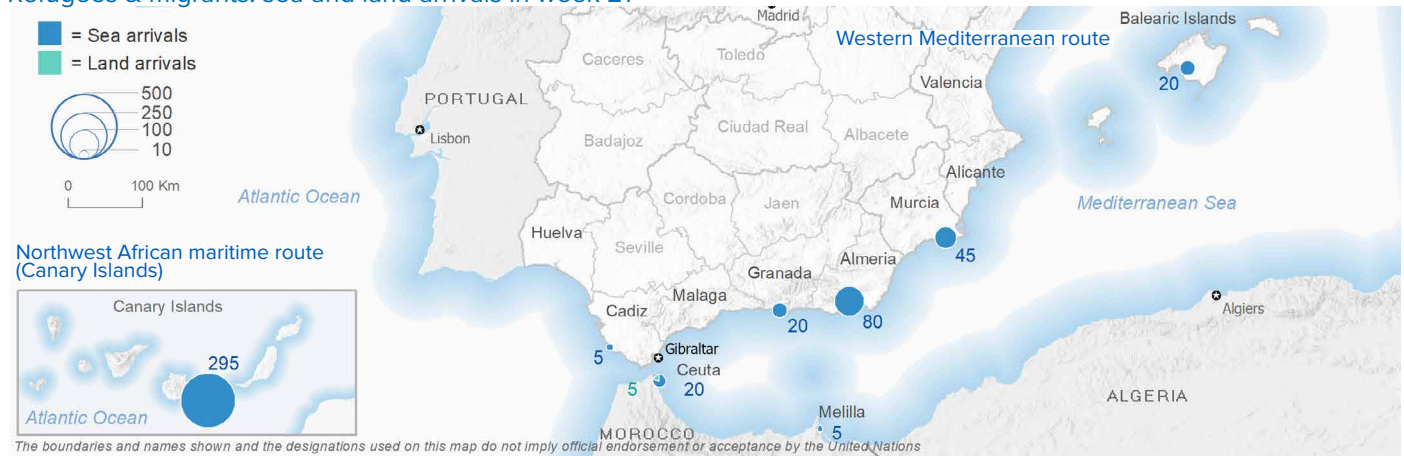 = Sea arrivals
= Land arrivals
500
250
100
10
0 100 Km
Madrid
Western Mediterranean route
Balearic Islands
20
Caceres
Toledo
Valencia
PORTUGAL
Lisbon
Badajoz
Ciudad Real
Albacete
Atlantic Ocean
Alicante
Cordoba
Jaen
Murcia
Mediterranean Sea
Huelva
Seville
45
Almeria
Granada
Malaga
Cadiz
20
80
Algiers
Gibraltar
5
Ceuta
5
20
ALGERIA
Melilla
5
MOROCCO
Northwest African maritime route
(Canary Islands)
Canary Islands
295
Atlantic Ocean
The boundaries and names shown and the designations used on this map do not imply official endorsement or acceptance by the United Nations